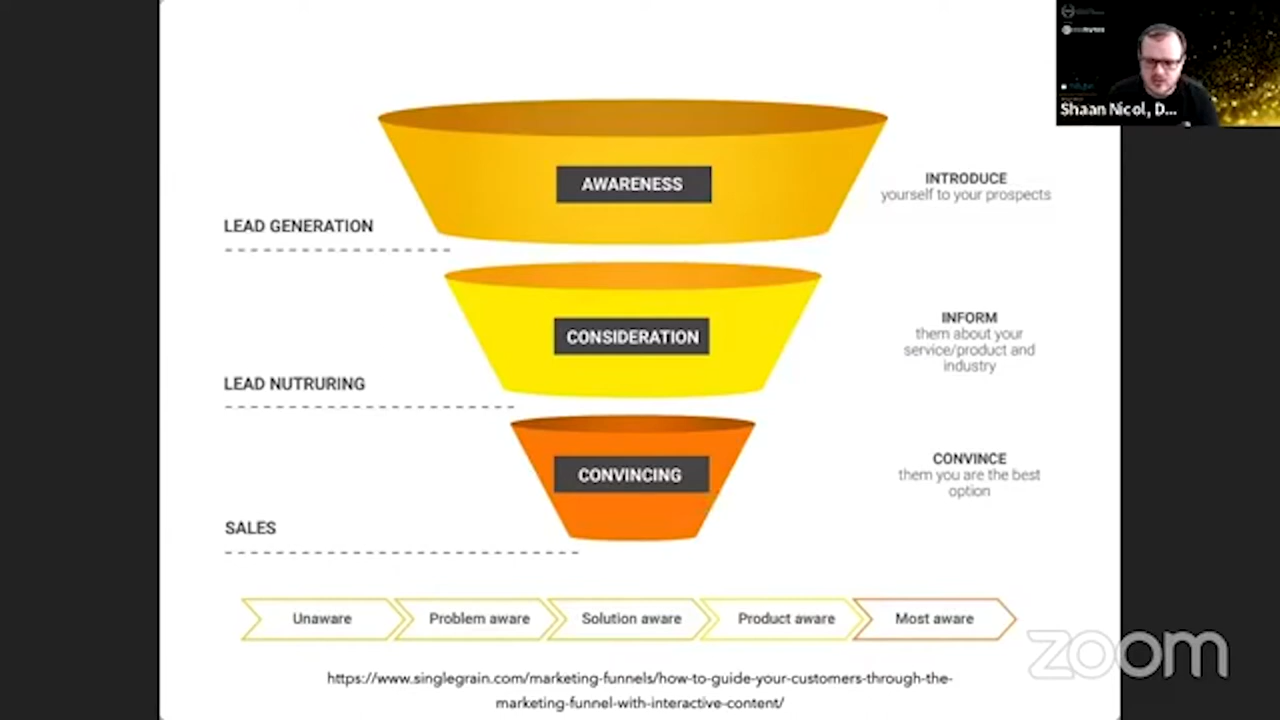 Shaan Nicol, D...
AWARENESS
INTRODUCE
yourself to your prospects
LEAD GENERATION
CONSIDERATION
INFORM
them about your
service/product and
industry
LEAD NUTRURING
CONVINCING
CONVINCE
them you are the best
option
SALES
Unaware
Problem aware
Solution aware
Product aware
Most aware
https://www.singlegrain.com/marketing-funnels/how-to-guide-your-customers-through-the-
marketing-funnel-with-interactive-content/
zoom